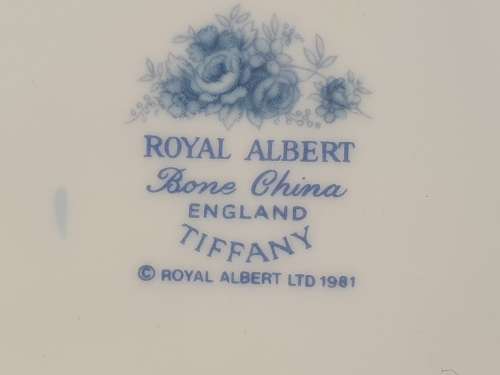 ROYAL ALBERT
Bone China
ENGLAND
TIFFANY
© ROYAL ALBERT LTD 1981